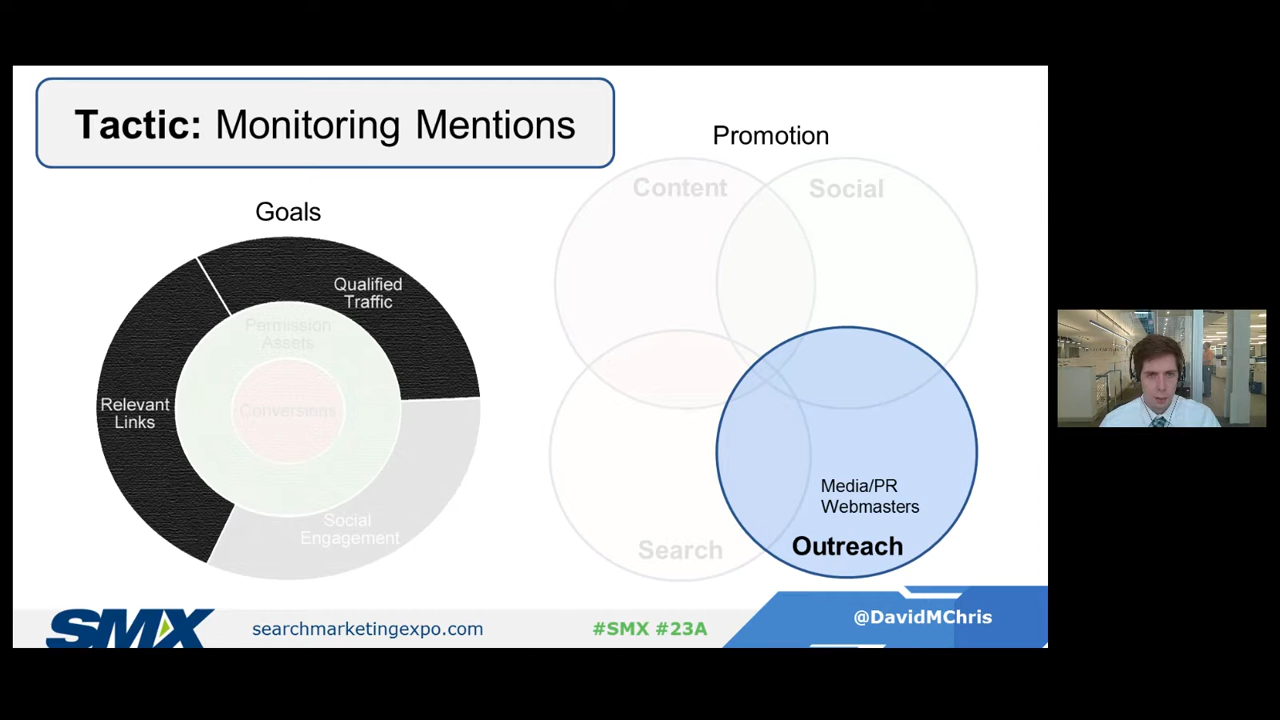 Tactic: Monitoring Mentions
Goals
Qualified
Traffic
Permission
Assets
Relevant
Links
Conversions
Social
Engagement
Promotion
Content
Social
Search
Media/PR
Webmasters
Outreach
SMX
searchmarketingexpo.com
#SMX #23A
@DavidMChris